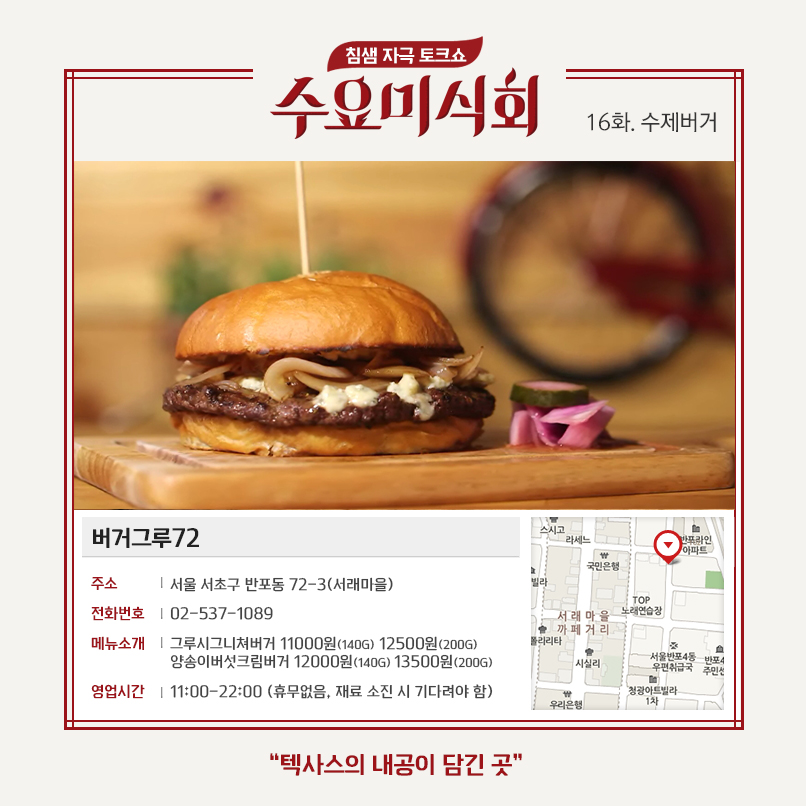 침샘 자극 토크쇼
수요미식회
16화. 수제버거
버거그루72
주소 | 서울 서초구 반포동 72-3(서래마을)
전화번호 | 02-537-1089
메뉴소개 | 그루시그니쳐버거 11000원(140G) 12500원(200G)
양송이버섯크림버거 12000원(140G) 13500원(200G)
영업시간 | 11:00-22:00 (휴무없음, 재료 소진 시 기다려야 함)
스시고
라세느
반포라인
아파트
국민은행
빌라
TOP
노래연습장
서래마을
까페거리
톨리리타
시실리
서울반포4동
우편취급국
반포4
주민센
청광아트빌라
1차
우리은행
“텍사스의 내공이 담긴 곳”